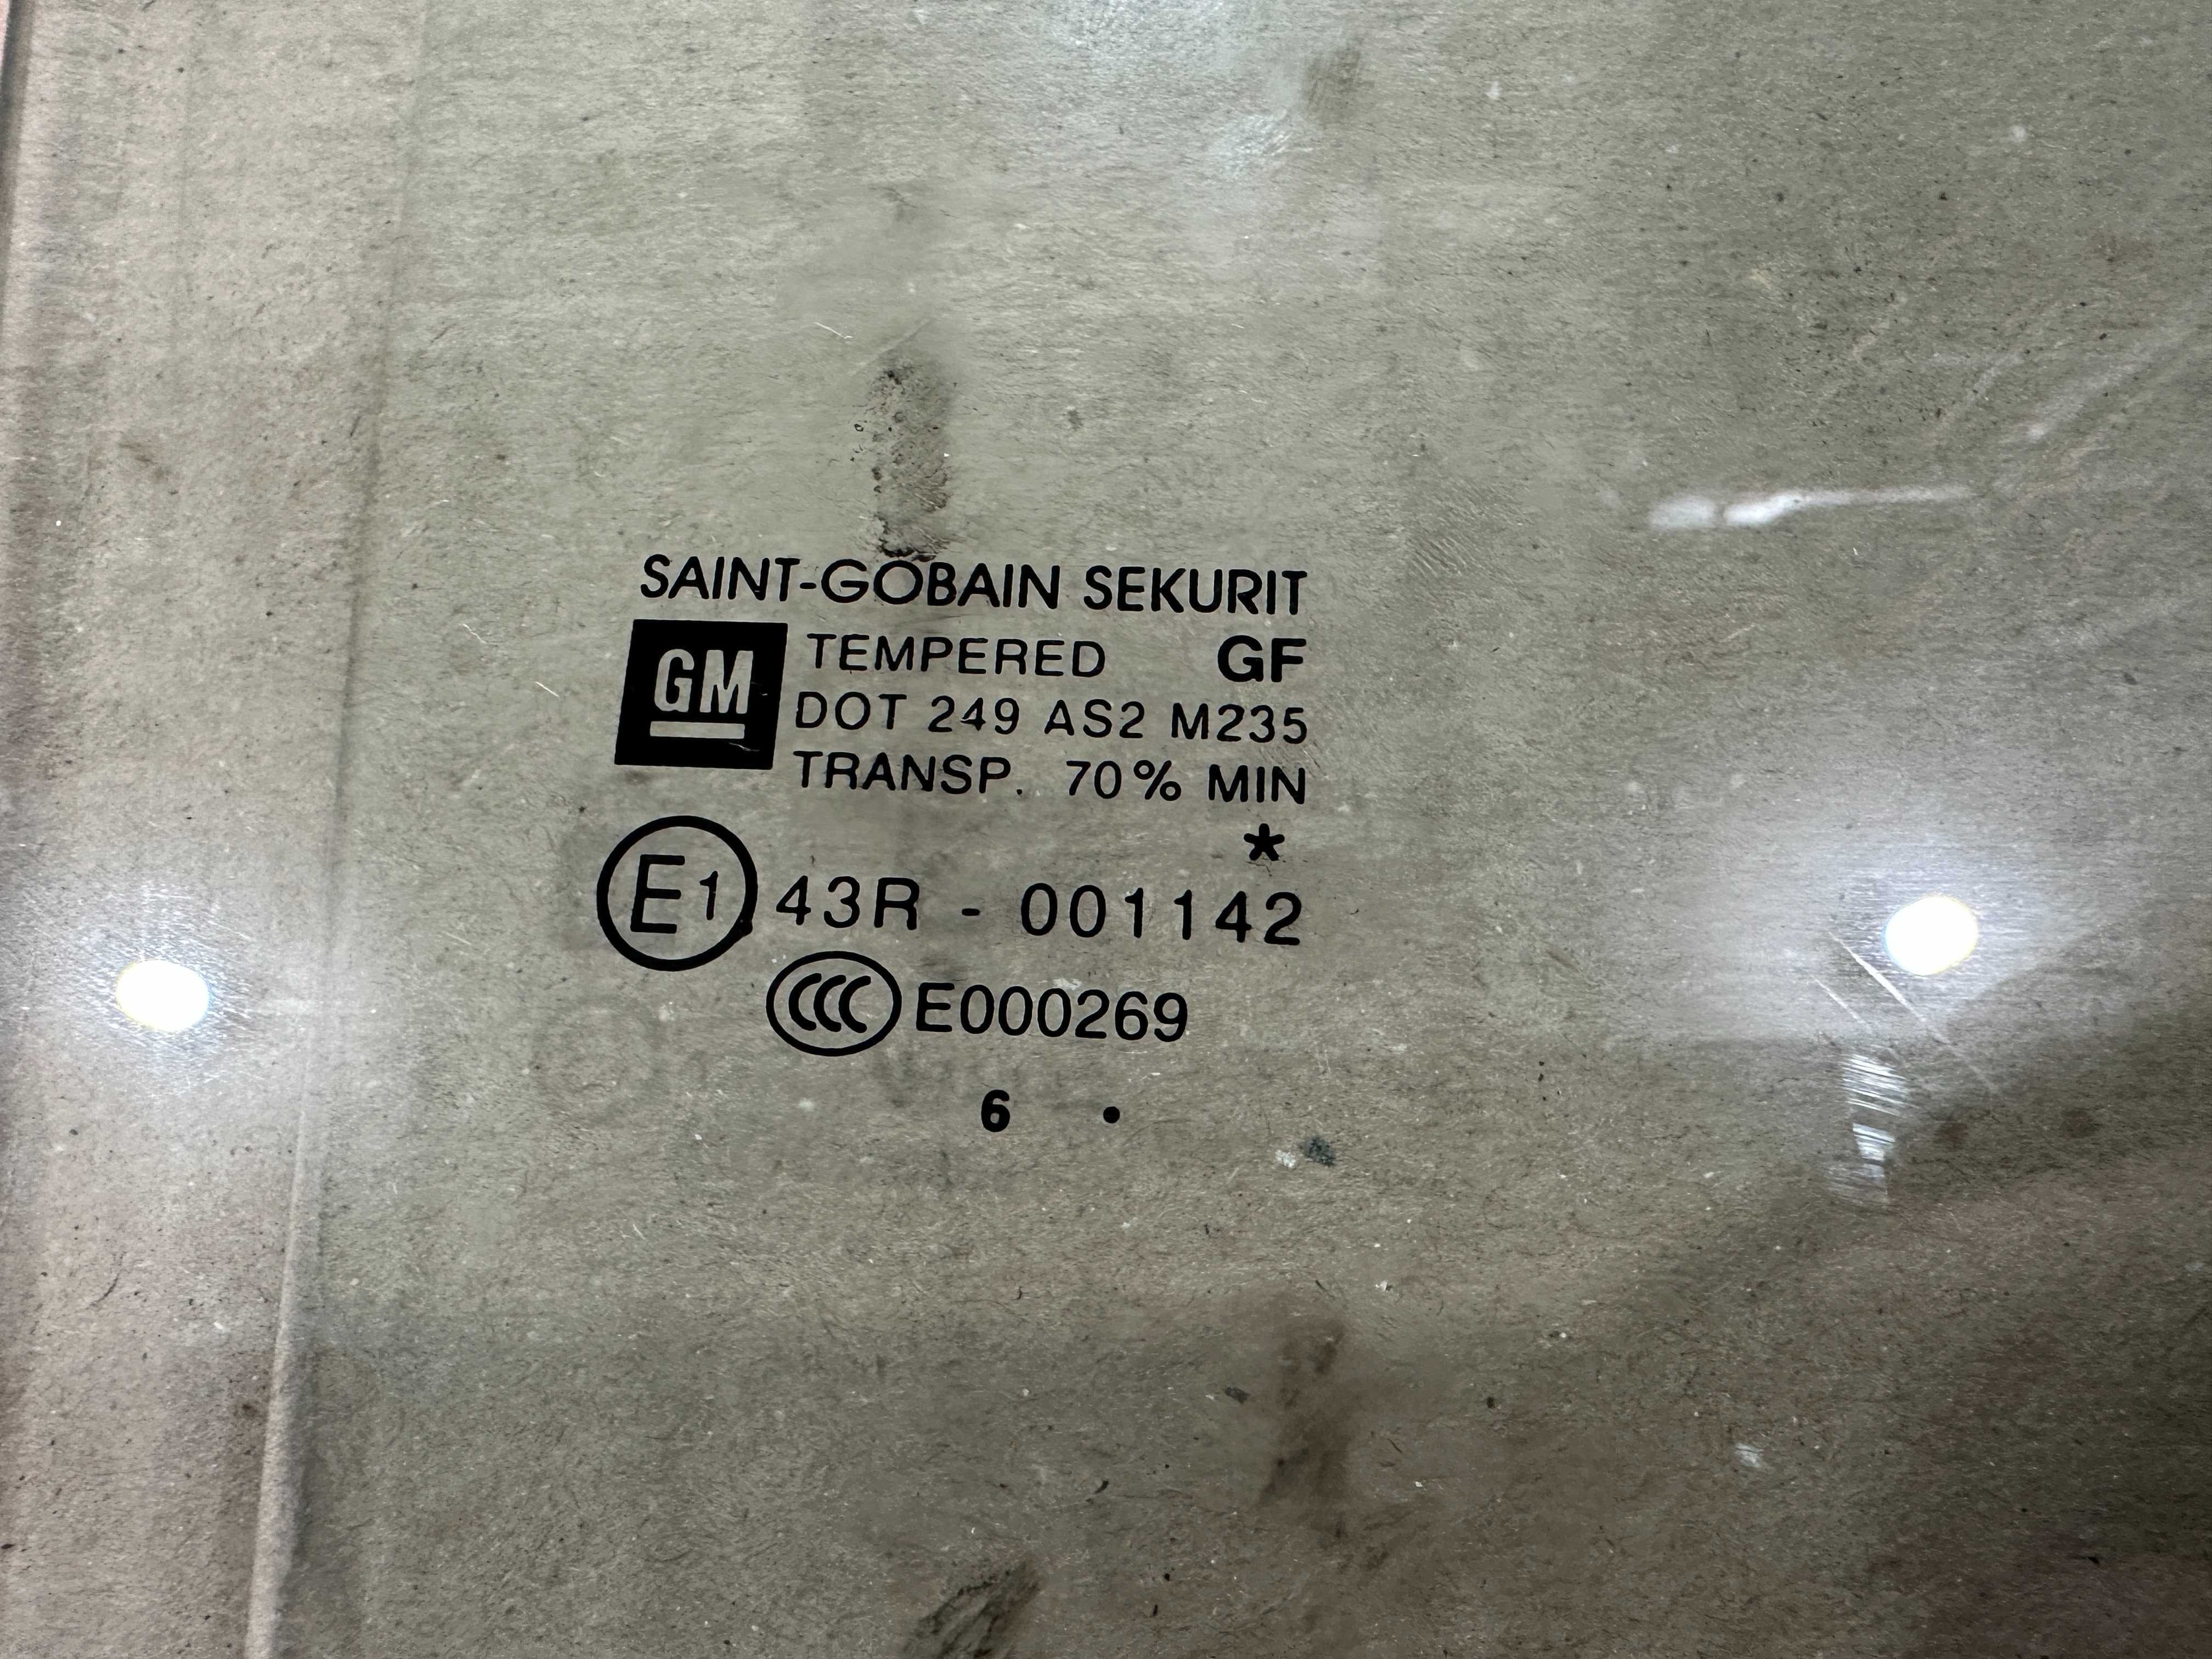 SAINT-GOBAIN SEKURIT
GM
TEMPERED GF
DOT 249 AS2 M235
TRANSP. 70% MIN
*
E1 43R - 001142
CCC E000269
6 •